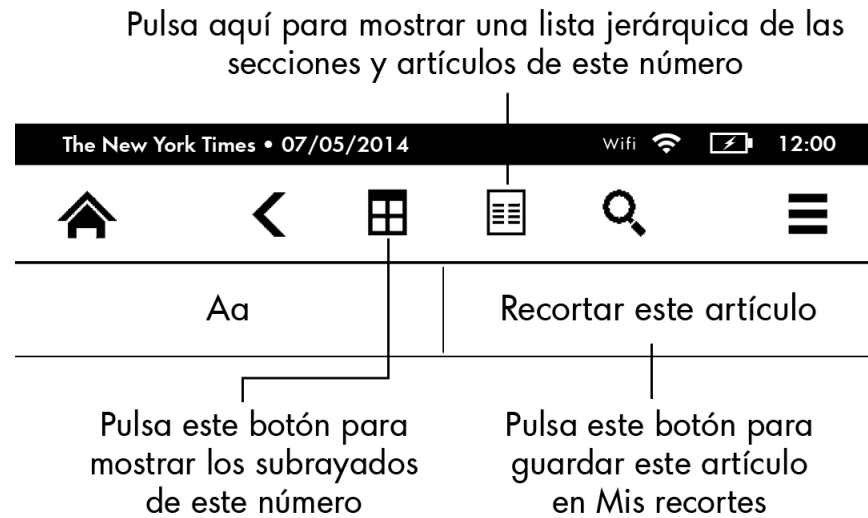 Pulsa aquí para mostrar una lista jerárquica de las
secciones y artículos de este número
The New York Times • 07/05/2014 Wifi 12:00
Aa Recortar este artículo
Pulsa este botón para
mostrar los subrayados
de este número
Pulsa este botón para
guardar este artículo
en Mis recortes